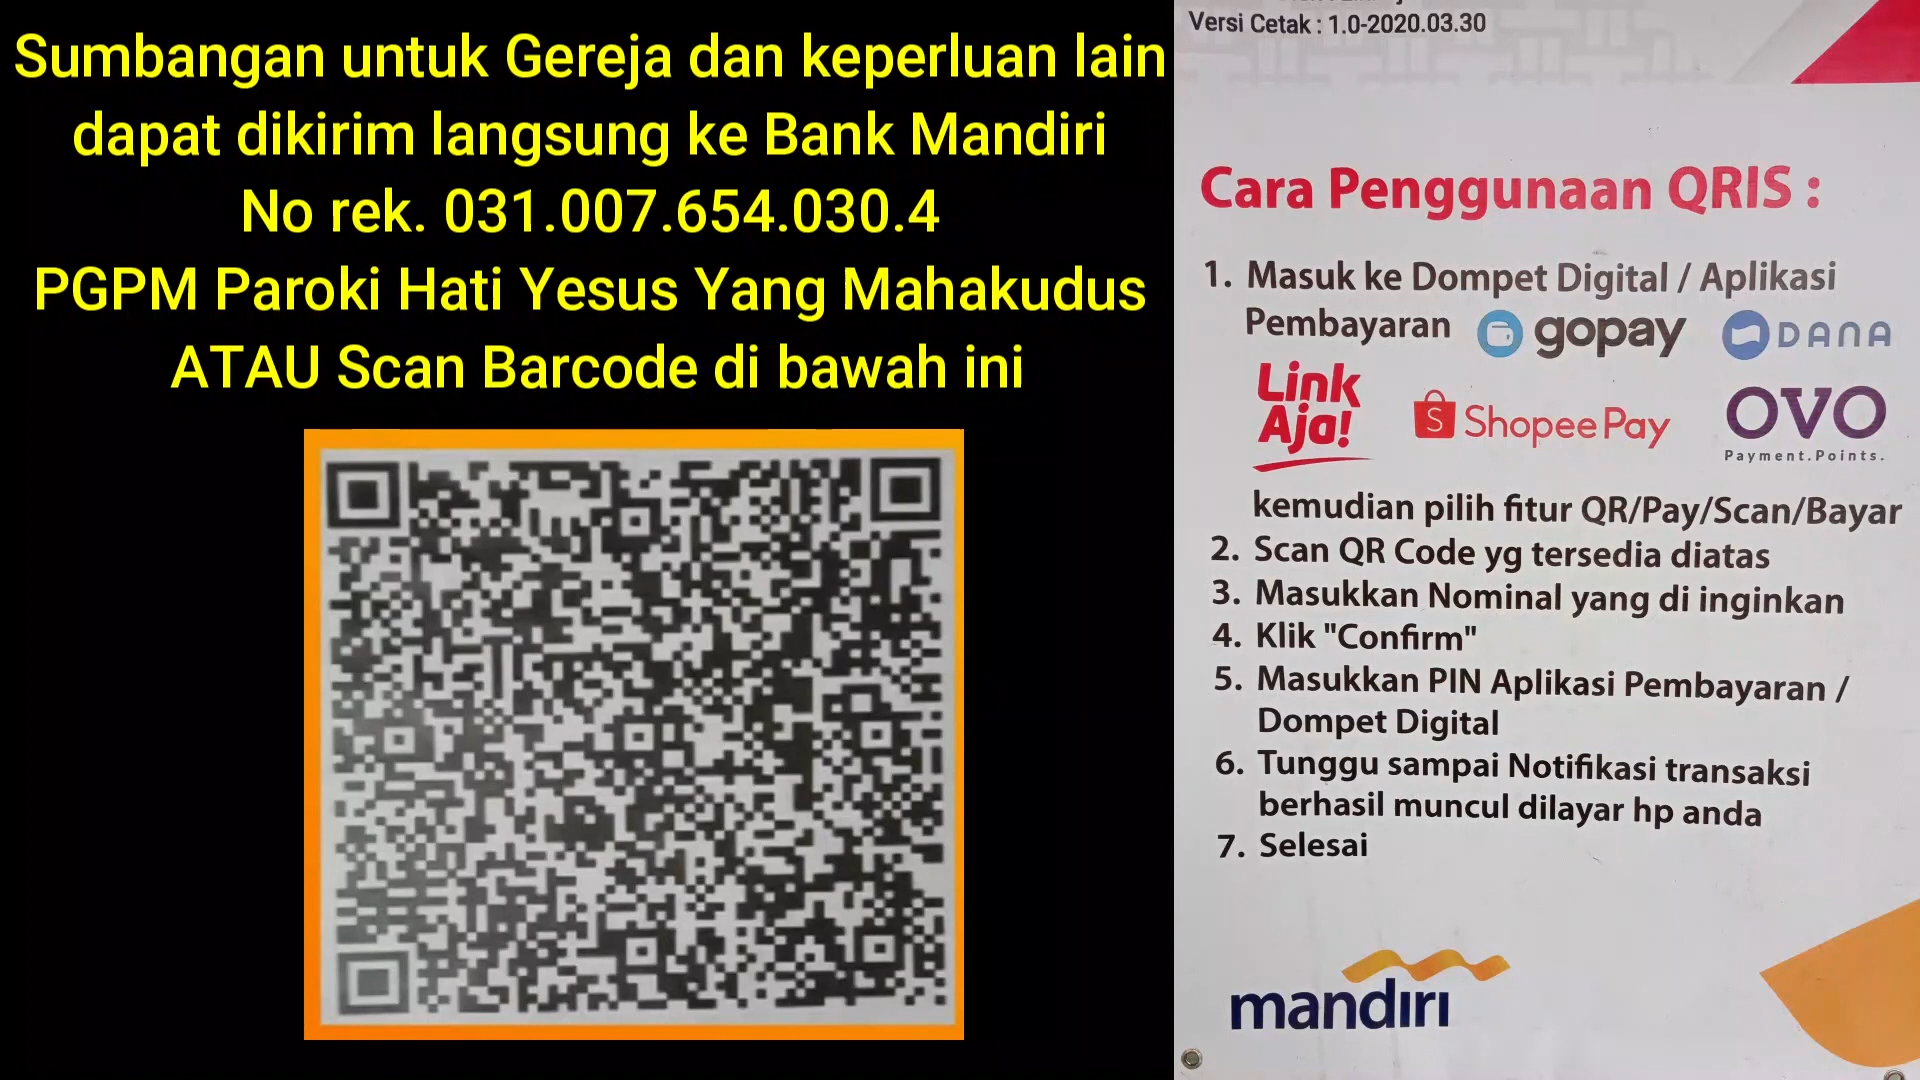 Sumbangan untuk Gereja dan keperluan lain
dapat dikirim langsung ke Bank Mandiri
No rek. 031.007.654.030.4
PGPM Paroki Hati Yesus Yang Mahakudus
ATAU Scan Barcode di bawah ini
Versi Cetak : 1.0-2020.03.30
Cara Penggunaan QRIS :
1. Masuk ke Dompet Digital / Aplikasi
Pembayaran gopay DANA
Link
Aja! S ShopeePay OVO
Payment.Points.
kemudian pilih fitur QR/Pay/Scan/Bayar
2. Scan QR Code yg tersedia diatas
3. Masukkan Nominal yang di inginkan
4. Klik "Confirm"
5. Masukkan PIN Aplikasi Pembayaran /
Dompet Digital
6. Tunggu sampai Notifikasi transaksi
berhasil muncul dilayar hp anda
7. Selesai
mandırı